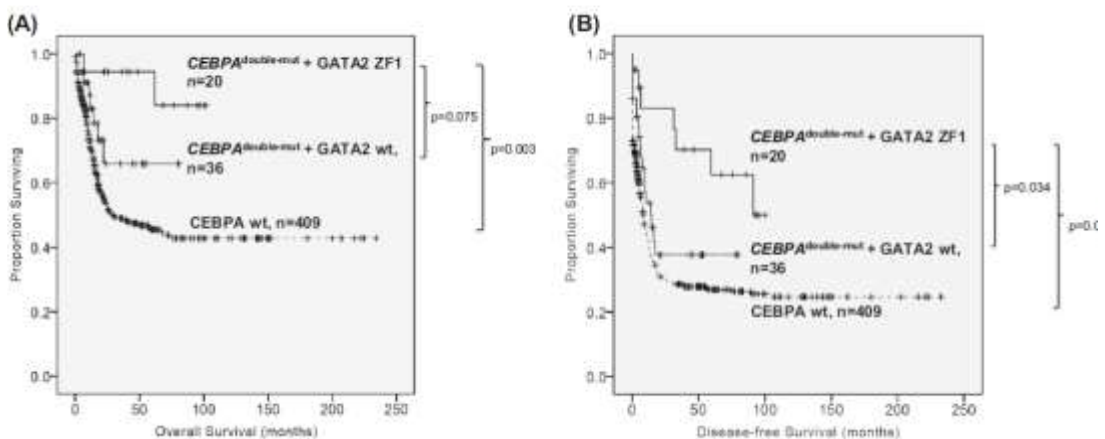 (A)
1.0
0.8
0.6
0.4
0.2
0.0
Proportion Surviving
CEBPAdouble-mut + GATA2 ZF1
n=20
CEBPAdouble-mut + GATA2 wt,
n=36
CEBPA wt, n=409
p=0.075
p=0.003
0 50 100 150 200 250
Overall Survival (months)
(B)
1.0
0.8
0.6
0.4
0.2
0.0
Proportion Surviving
CEBPAdouble-mut + GATA2 ZF1
n=20
CEBPAdouble-mut + GATA2 wt,
n=36
CEBPA wt, n=409
p=0.034
p=0.0
0 50 100 150 200 250
Disease-free Survival (months)